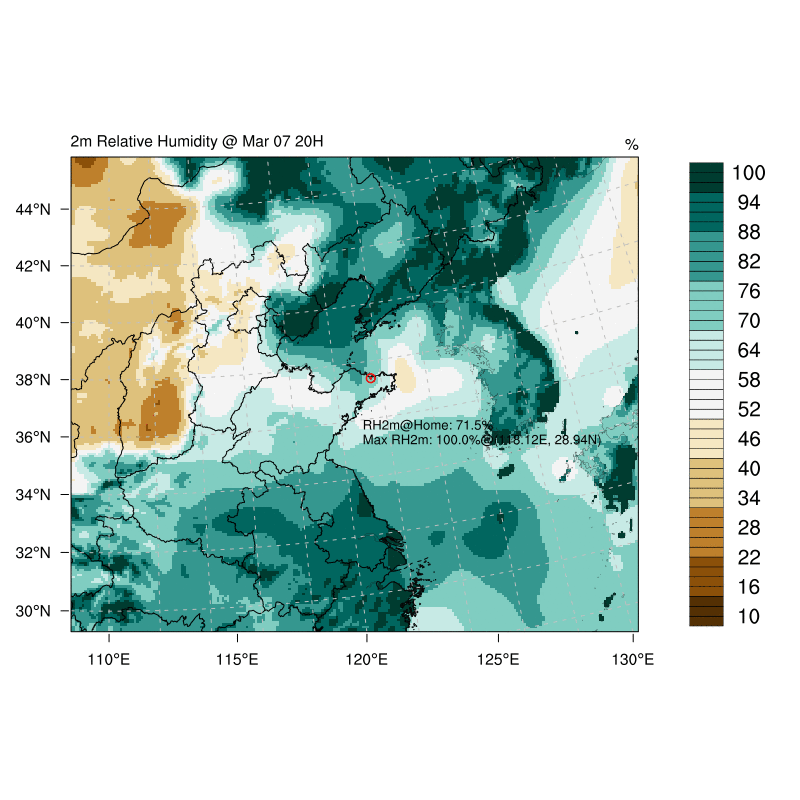 2m Relative Humidity @ Mar 07 20H
%
100
94
88
82
76
70
64
58
52
46
40
34
28
22
16
10
44°N
42°N
40°N
38°N
36°N
34°N
32°N
30°N
RH2m@Home: 71.5%
Max RH2m: 100.0%@(118.12E, 28.94N)
110°E
115°E
120°E
125°E
130°E